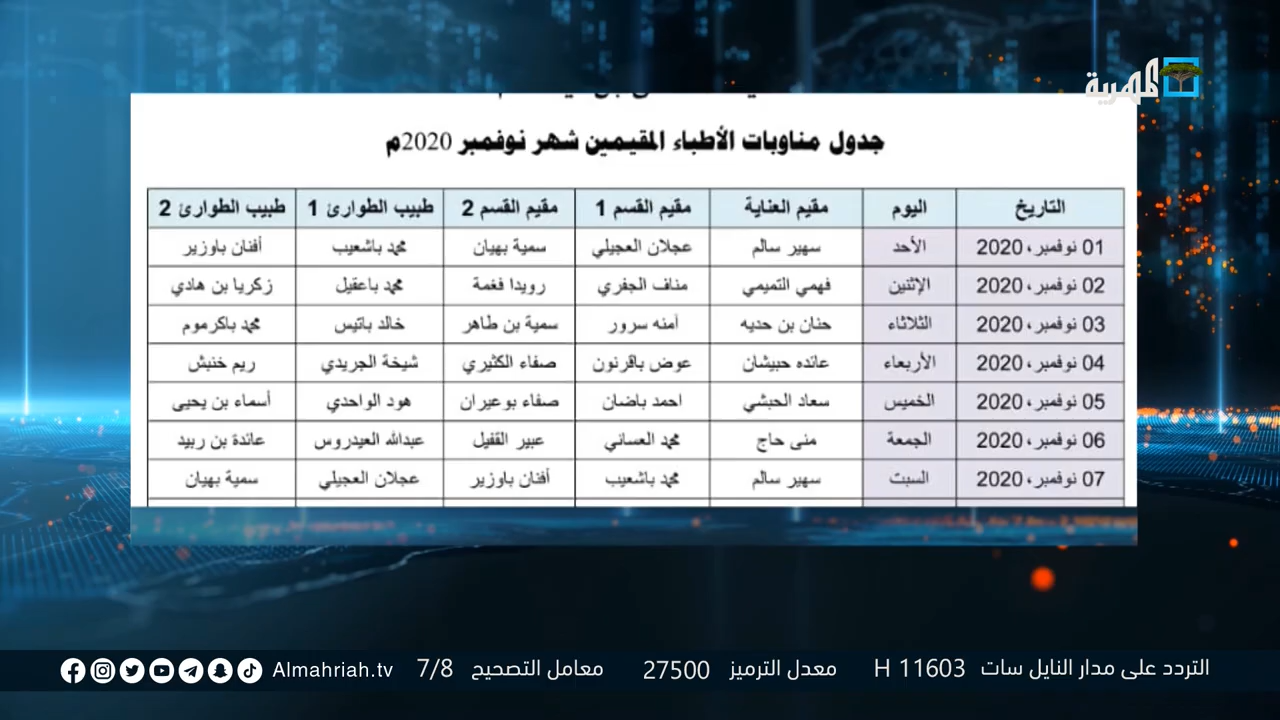 المهرية
جدول مناوبات الأطباء المقيمين شهر نوفمبر 2020م
التاريخ اليوم مقيم العناية مقيم القسم 1 مقيم القسم 2 طبيب الطوارئ 1 طبيب الطوارئ 2
01 نوفمبر، 2020 الأحد سهير سالم عجلان العجيلي سمية بهيان محمد باشعيب أفنان باوزير
02 نوفمبر، 2020 الإثنين فهمي التميمي مناف الجفري رويدا فغمة محمد باعقيل زكريا بن هادي
03 نوفمبر، 2020 الثلاثاء حنان بن حديه آمنه سرور سمية بن طاهر خالد باتيس محمد باكرموم
04 نوفمبر، 2020 الأربعاء عائده حبيشان عوض باقرنون صفاء الكثيري شيخة الجريدي ريم خنبش
05 نوفمبر، 2020 الخميس سعاد الحبشي احمد باضان صفاء بوعيران هود الواحدي أسماء بن يحيى
06 نوفمبر، 2020 الجمعة منى حاج محمد العساني عبير القفيل عبدالله العيدروس عائدة بن ربيد
07 نوفمبر، 2020 السبت سهير سالم محمد باشعيب أفنان باوزير عجلان العجيلي سمية بهيان
التردد على مدار النايل سات 11603 H معدل الترميز 27500 معامل التصحيح 7/8 Almahriah.tv